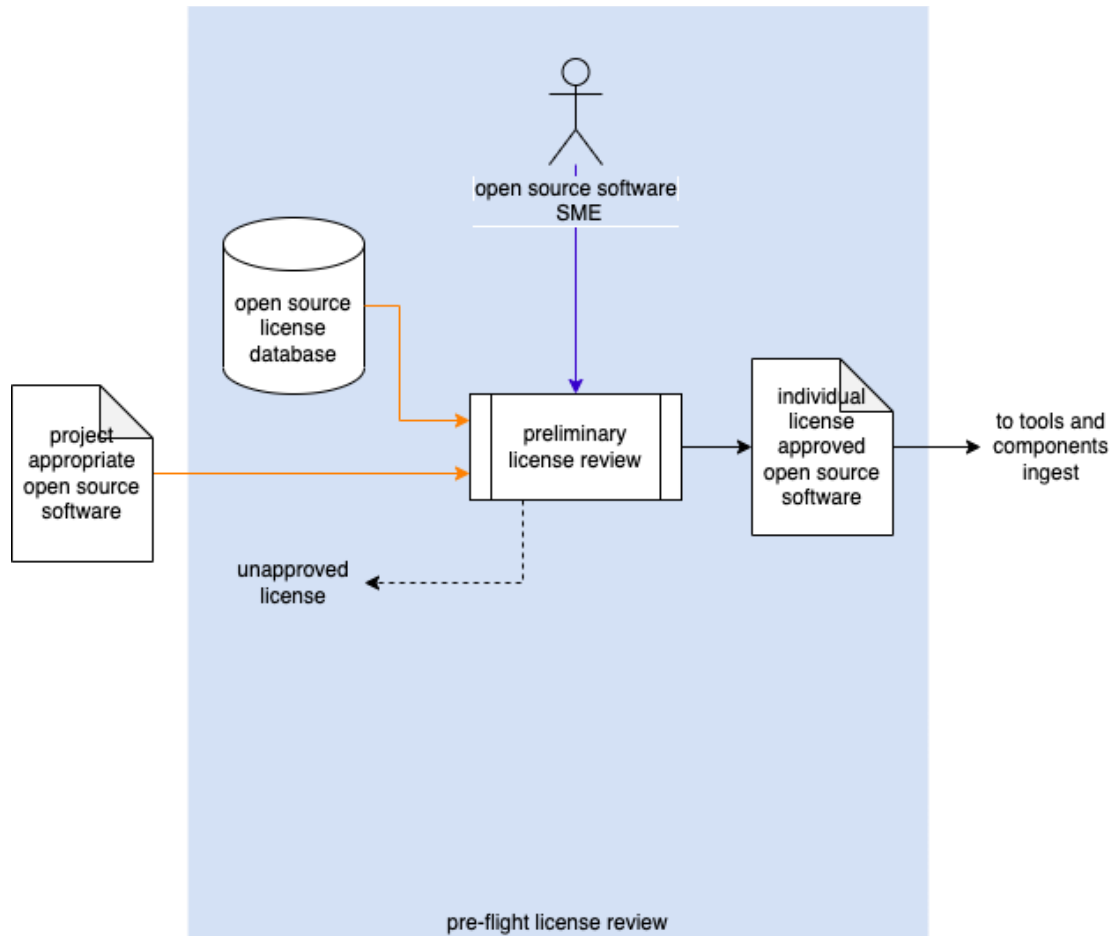 open source software
SME
open source
license
database
project
appropriate
open source
software
preliminary
license review
individual
license
approved
open source
software
to tools and
components
ingest
unapproved
license
pre-flight license review